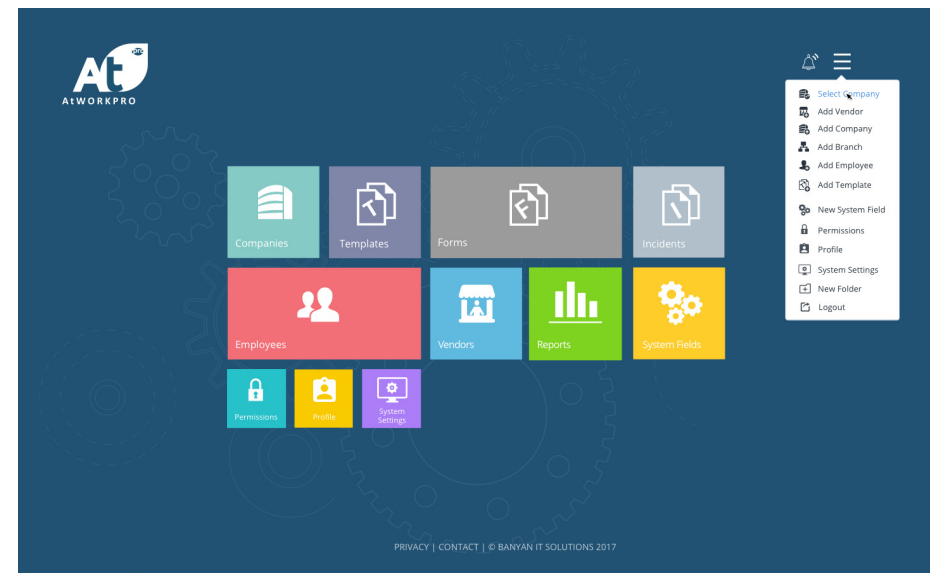 At pro
AtWORKPRO
Select Company
Add Vendor
Add Company
Add Branch
Add Employee
Add Template
New System Field
Permissions
Profile
System Settings
New Folder
Logout
Companies
Templates
Forms
Incidents
Employees
Vendors
Reports
System Fields
Permissions
Profile
System
Settings
PRIVACY | CONTACT | © BANYAN IT SOLUTIONS 2017